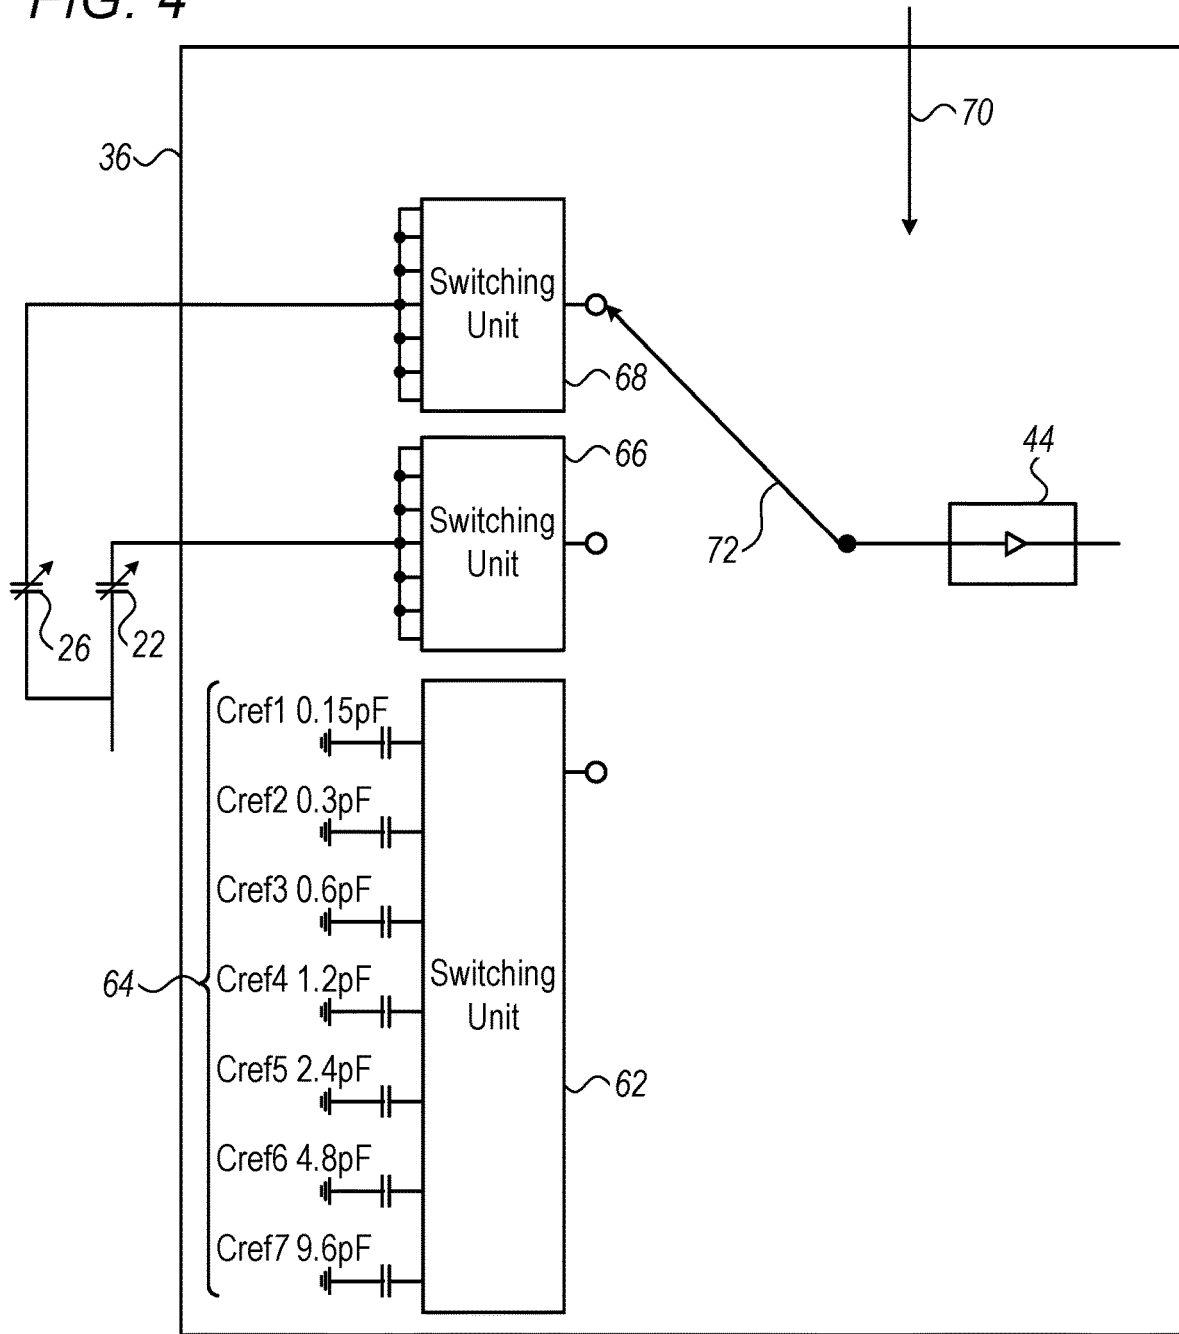 FIG. 4
70
36
Switching
Unit
68
66
44
Switching
Unit
72
26
22
Cref1 0.15pF
Cref2 0.3pF
Cref3 0.6pF
64
Cref4 1.2pF
Switching
Unit
Cref5 2.4pF
62
Cref6 4.8pF
Cref7 9.6pF